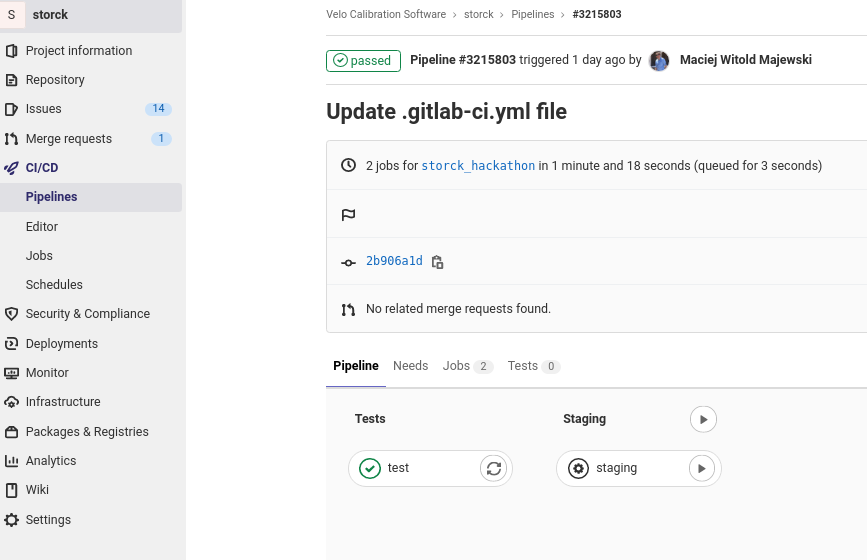 S storck
Project information
Repository
Issues 14
Merge requests 1
CI/CD
Pipelines
Editor
Jobs
Schedules
Security & Compliance
Deployments
Monitor
Infrastructure
Packages & Registries
Analytics
Wiki
Settings
Velo Calibration Software › storck › Pipelines › #3215803
passed Pipeline #3215803 triggered 1 day ago by Maciej Witold Majewski
Update .gitlab-ci.yml file
2 jobs for storck_hackathon in 1 minute and 18 seconds (queued for 3 seconds)
2b906a1d
No related merge requests found.
Pipeline Needs Jobs 2 Tests 0
Tests Staging
test staging